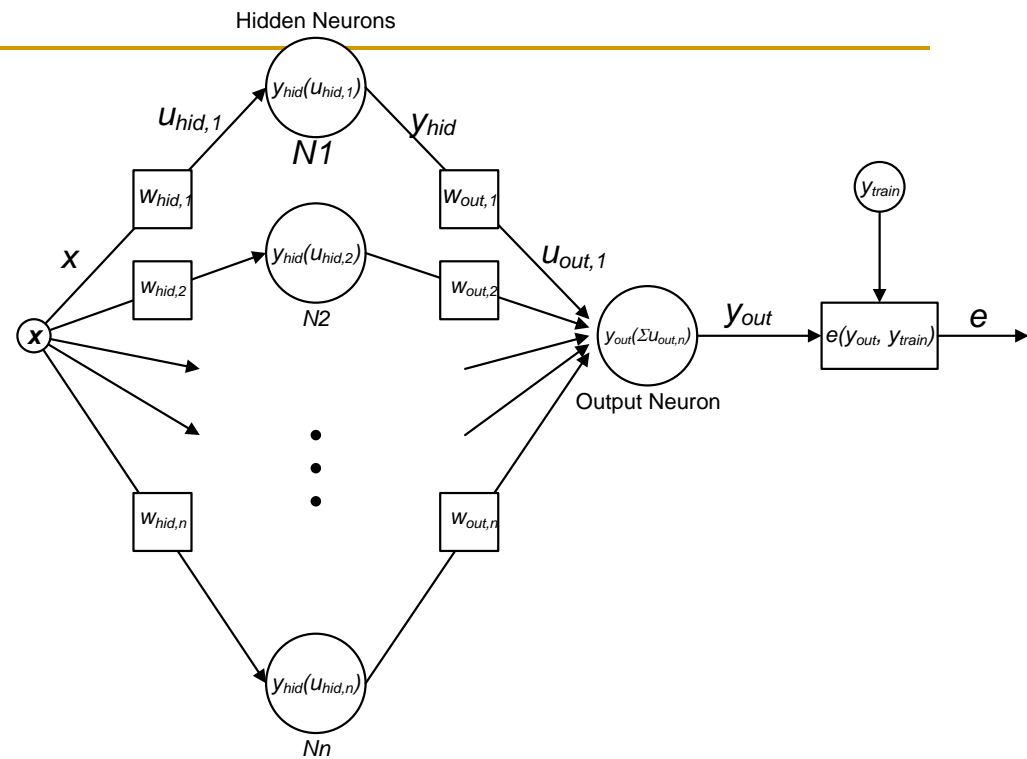 Hidden Neurons
y_hid(u_hid,1)
u_hid,1
y_hid
N1
w_hid,1
w_out,1
y_train
x
u_out,1
y_hid(u_hid,2)
w_hid,2
w_out,2
N2
y_out
e
x
y_out(Σu_out,n)
e(y_out, y_train)
Output Neuron
w_hid,n
w_out,n
y_hid(u_hid,n)
Nn